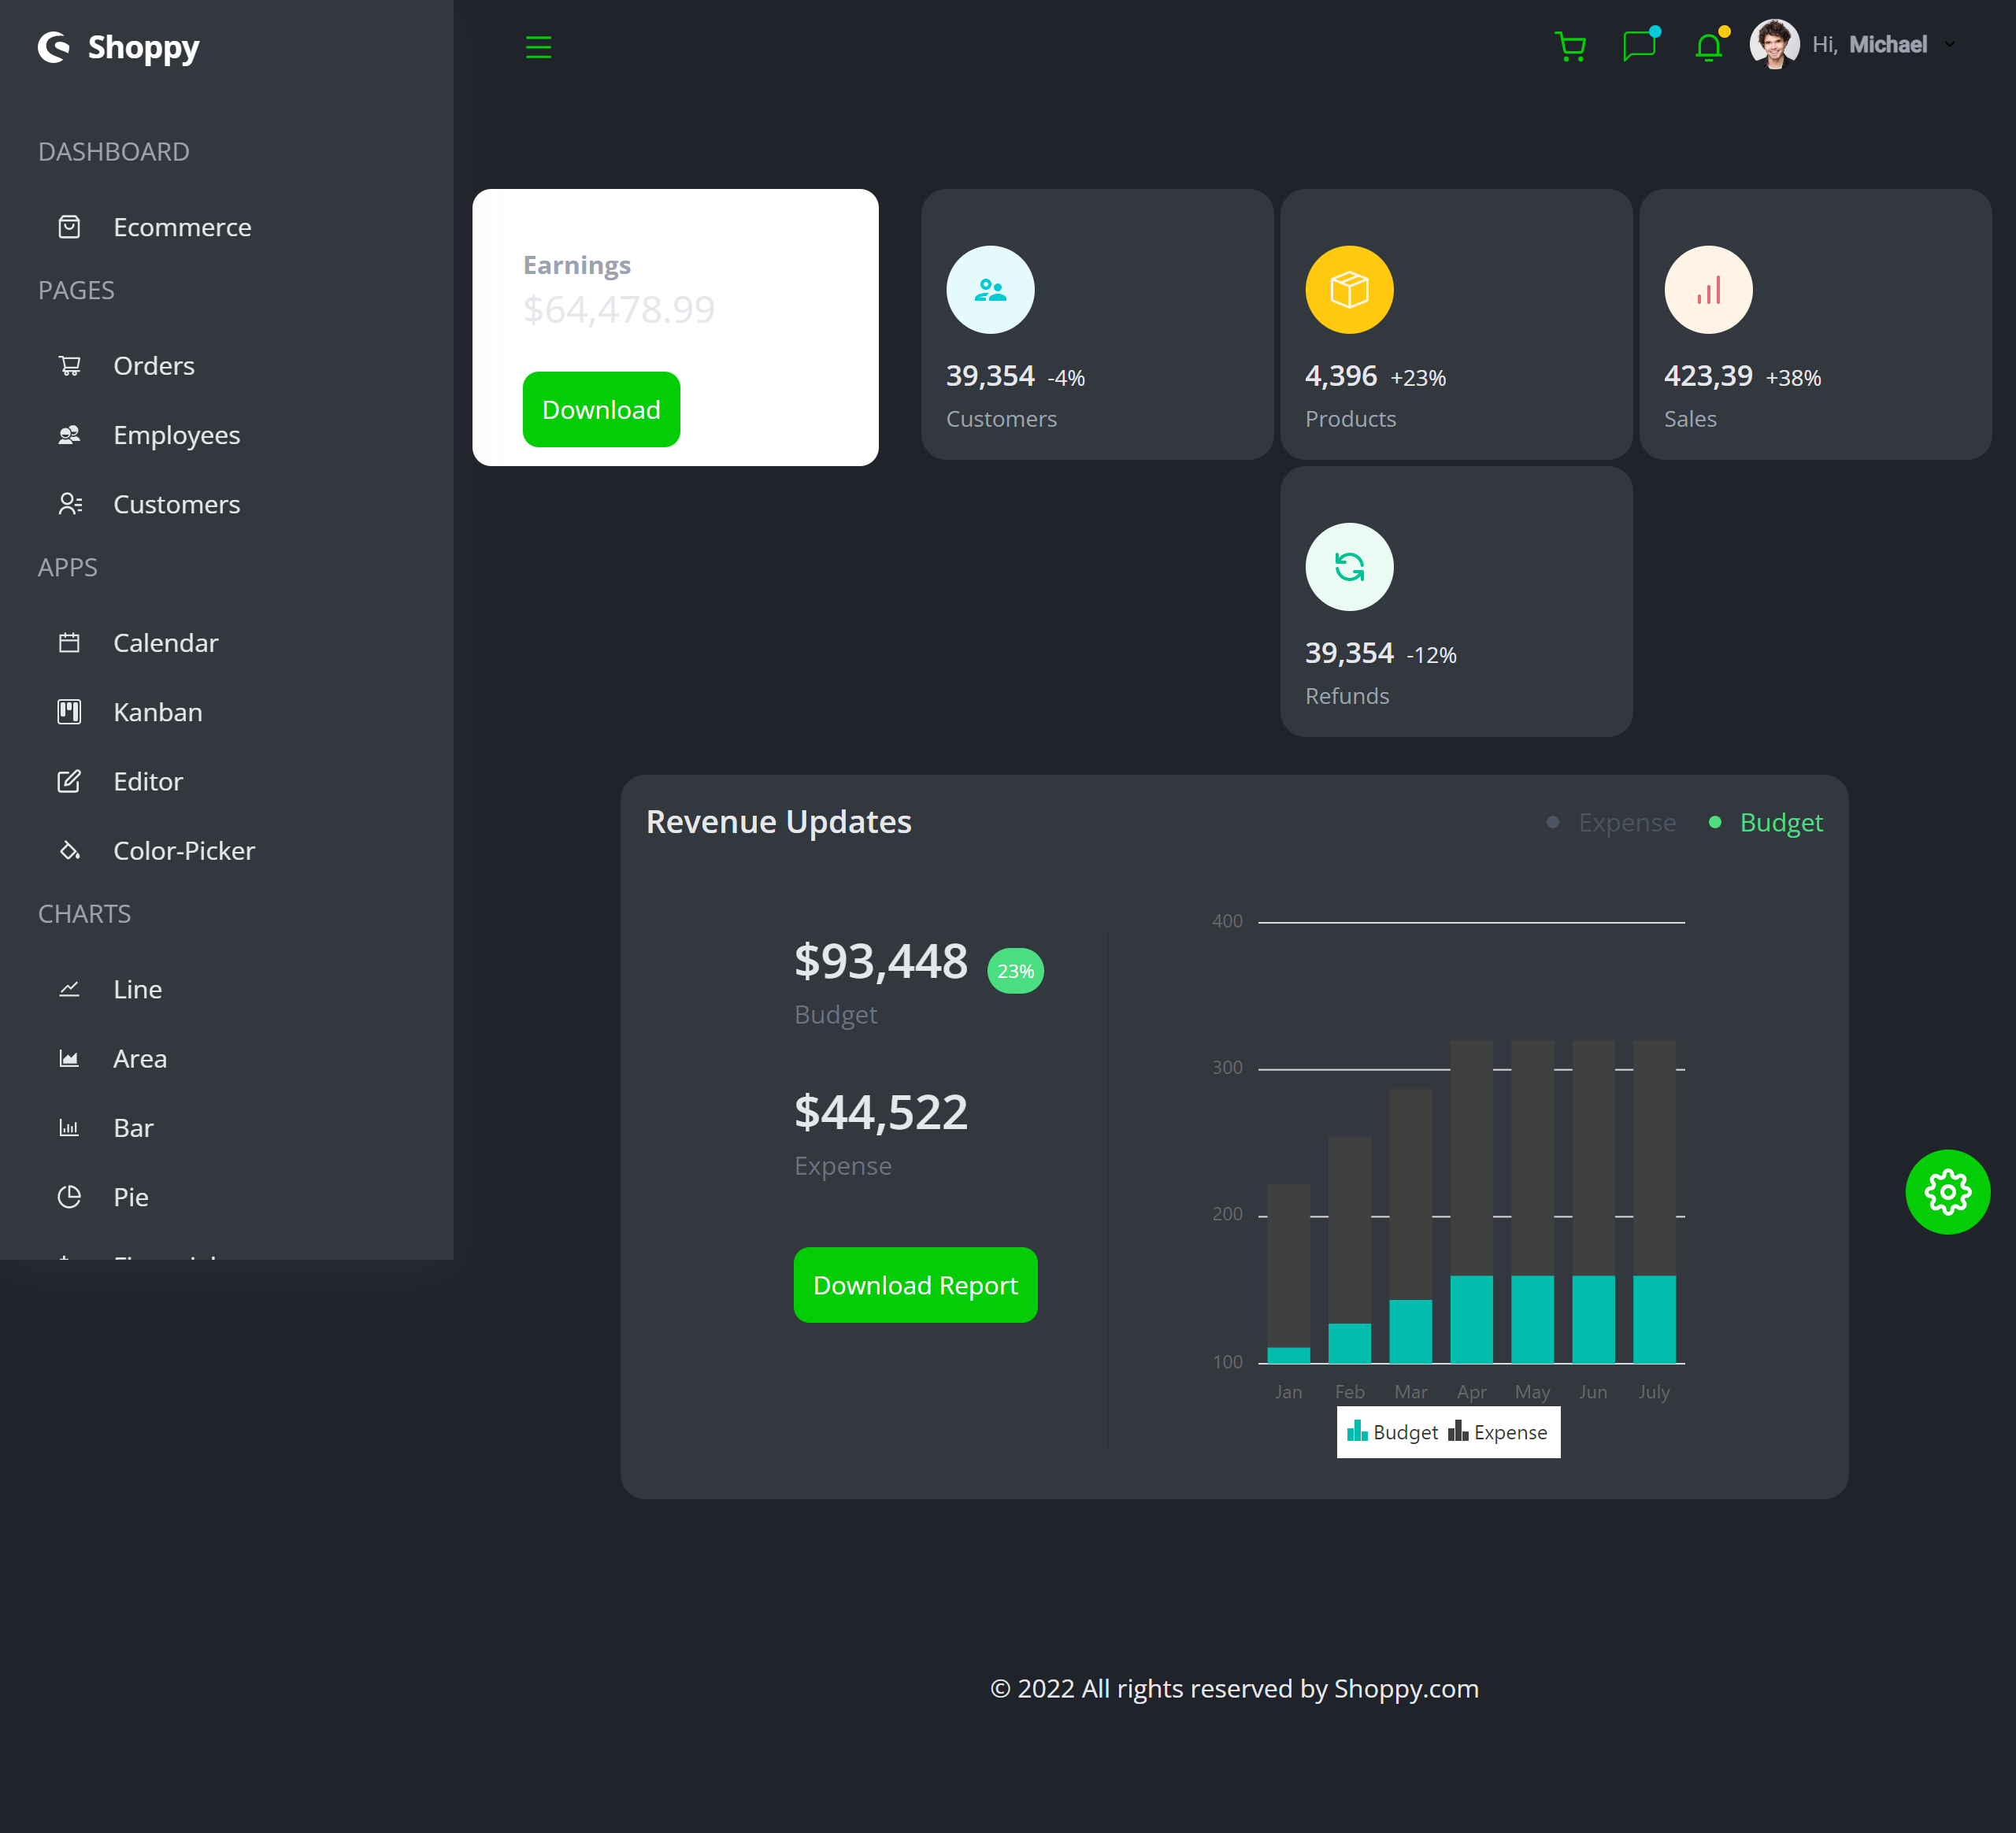 Shoppy
Hi, Michael
DASHBOARD
Ecommerce
PAGES
Orders
Employees
Customers
APPS
Calendar
Kanban
Editor
Color-Picker
CHARTS
Line
Area
Bar
Pie
Earnings
$64,478.99
Download
39,354 -4%
Customers
4,396 +23%
Products
423,39 +38%
Sales
39,354 -12%
Refunds
Revenue Updates
Expense
Budget
$93,448 23%
Budget
$44,522
Expense
Download Report
400
300
200
100
Jan Feb Mar Apr May Jun July
Budget Expense
© 2022 All rights reserved by Shoppy.com